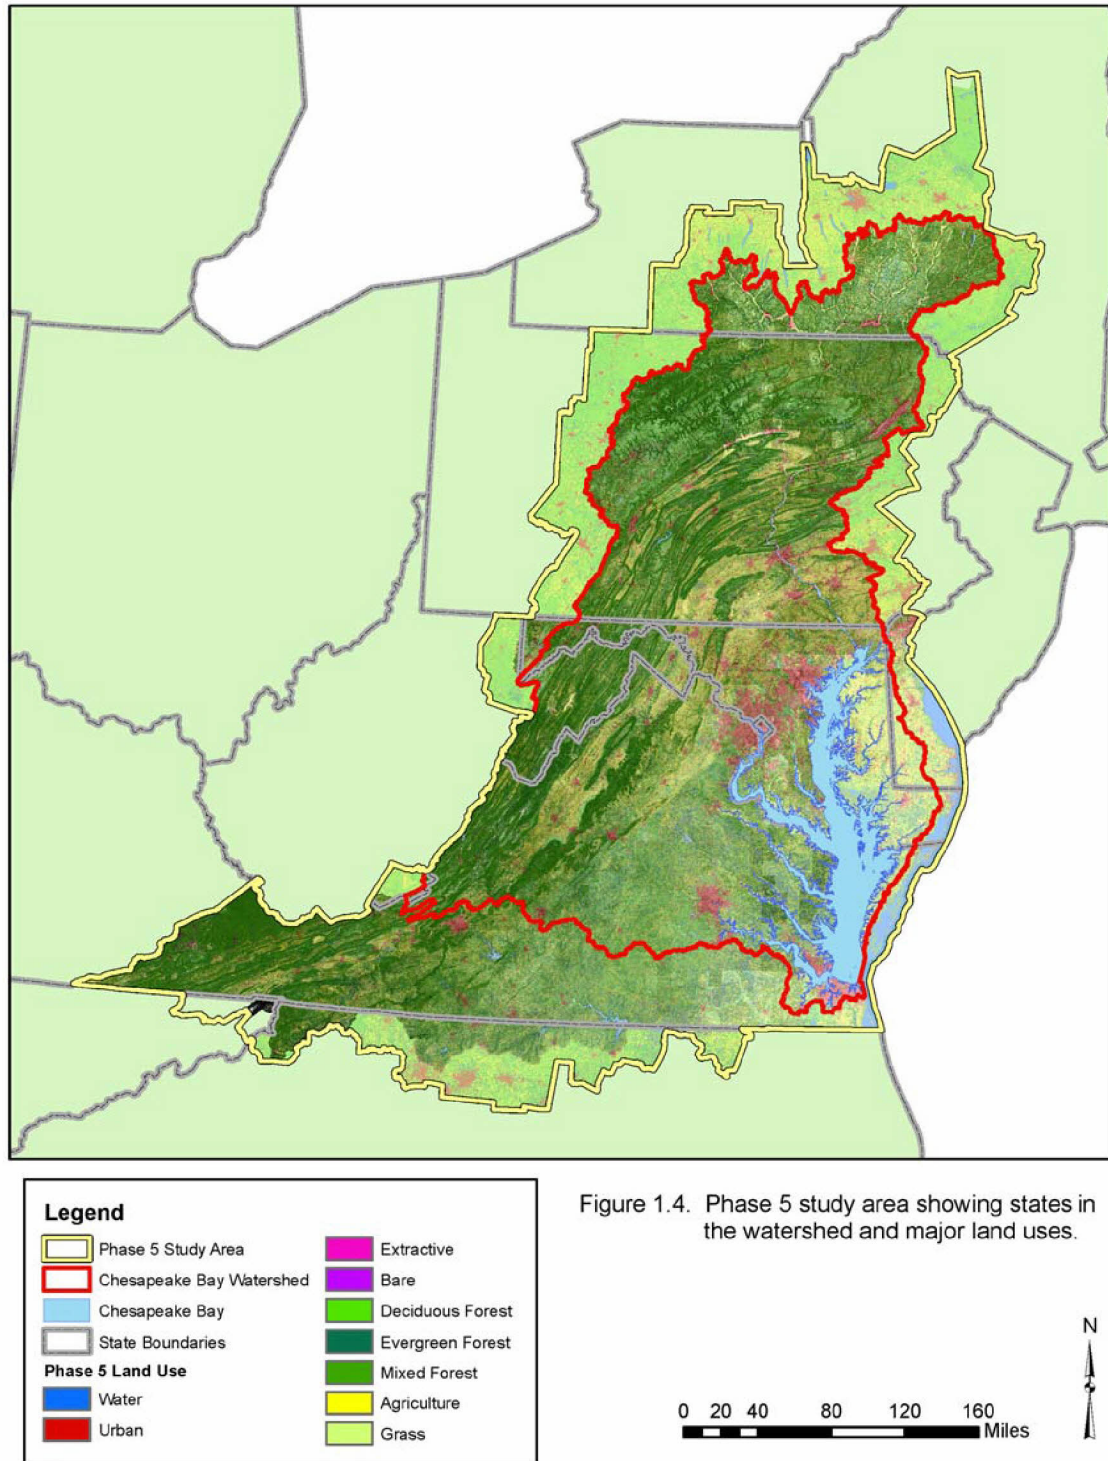 Legend
Phase 5 Study Area
Chesapeake Bay Watershed
Chesapeake Bay
State Boundaries
Phase 5 Land Use
Water
Urban
Extractive
Bare
Deciduous Forest
Evergreen Forest
Mixed Forest
Agriculture
Grass
Figure 1.4. Phase 5 study area showing states in
the watershed and major land uses.
N
0 20 40 80 120 160
Miles